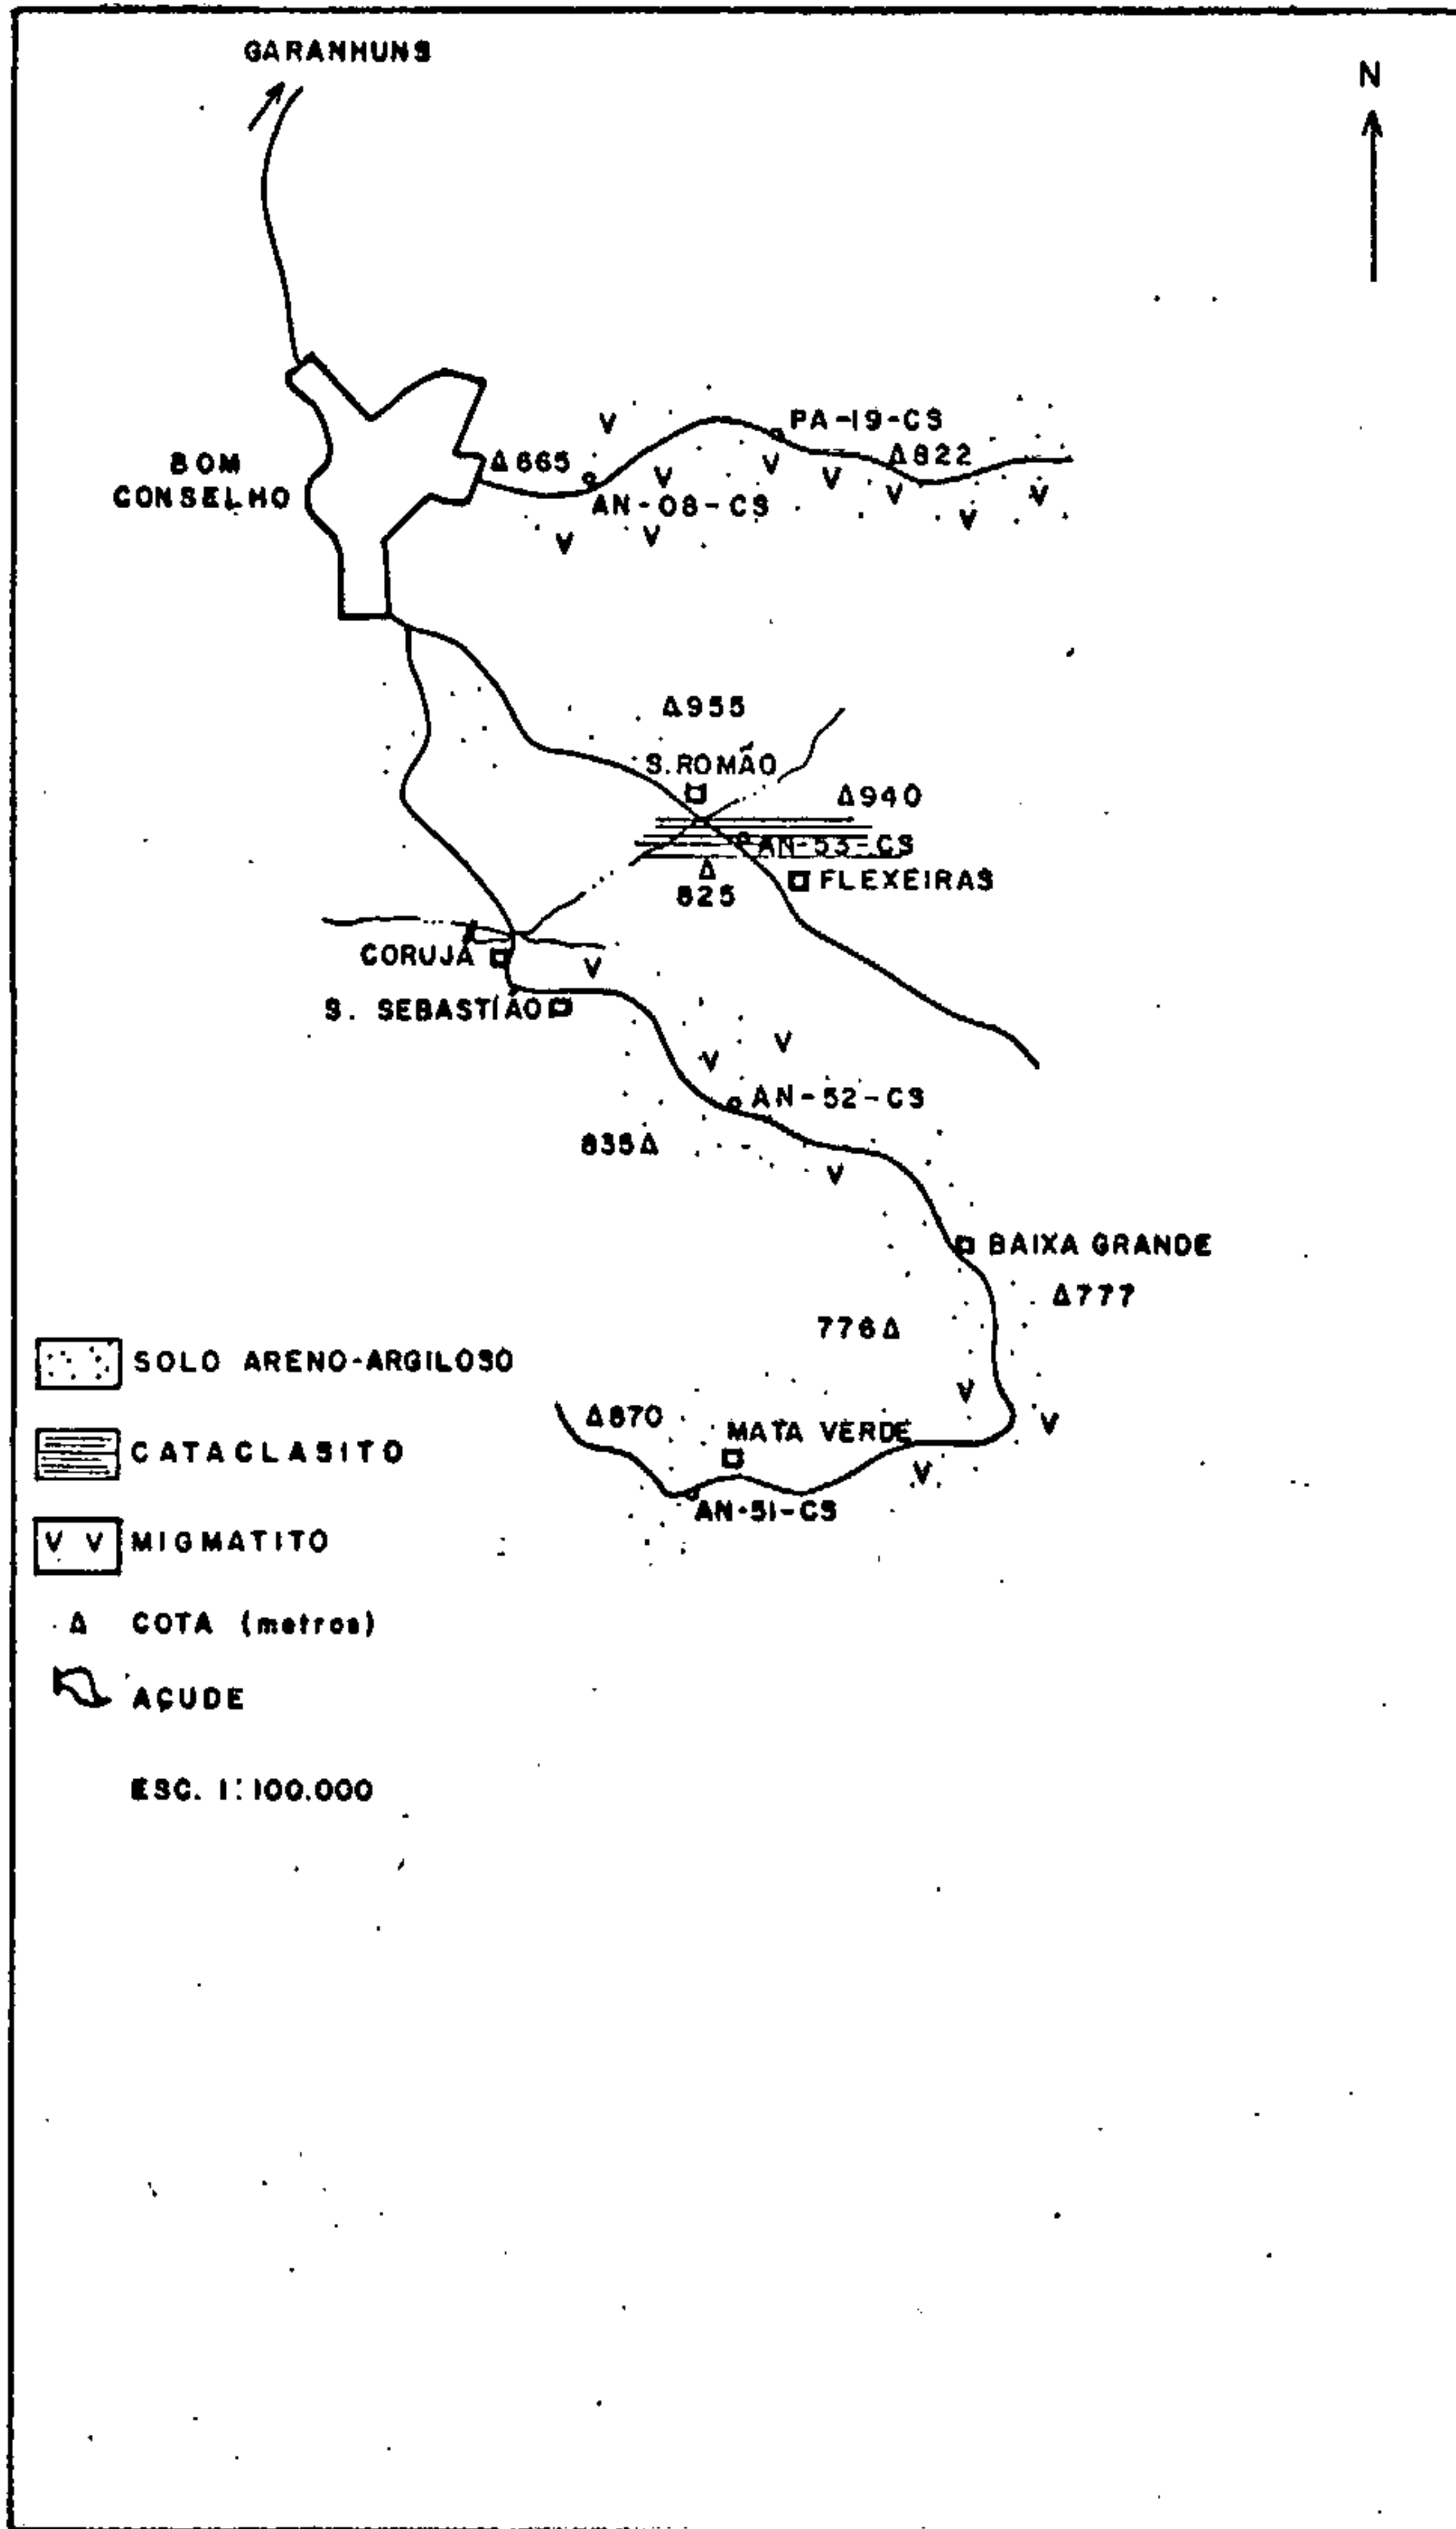 GARANHUNS
N
PA-19-CS
BOM
CONSELHO
Δ665
Δ822
AN-08-CS
Δ955
S. ROMÃO
Δ940
AN-53-CS
Δ
825
FLEXEIRAS
CORUJA
S. SEBASTIÃO
AN-52-CS
835Δ
BAIXA GRANDE
Δ777
776Δ
SOLO ARENO-ARGILOSO
Δ870
MATA VERDE
CATACLASITO
AN-51-CS
V V MIGMATITO
Δ COTA (metros)
AÇUDE
ESC. 1:100.000